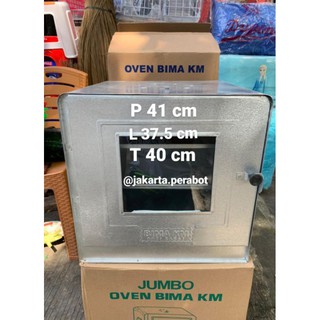 OVEN BIMA KM
P 41 cm
L 37.5 cm
T 40 cm
@jakarta.perabot
JUMBO
OVEN BIMA KM